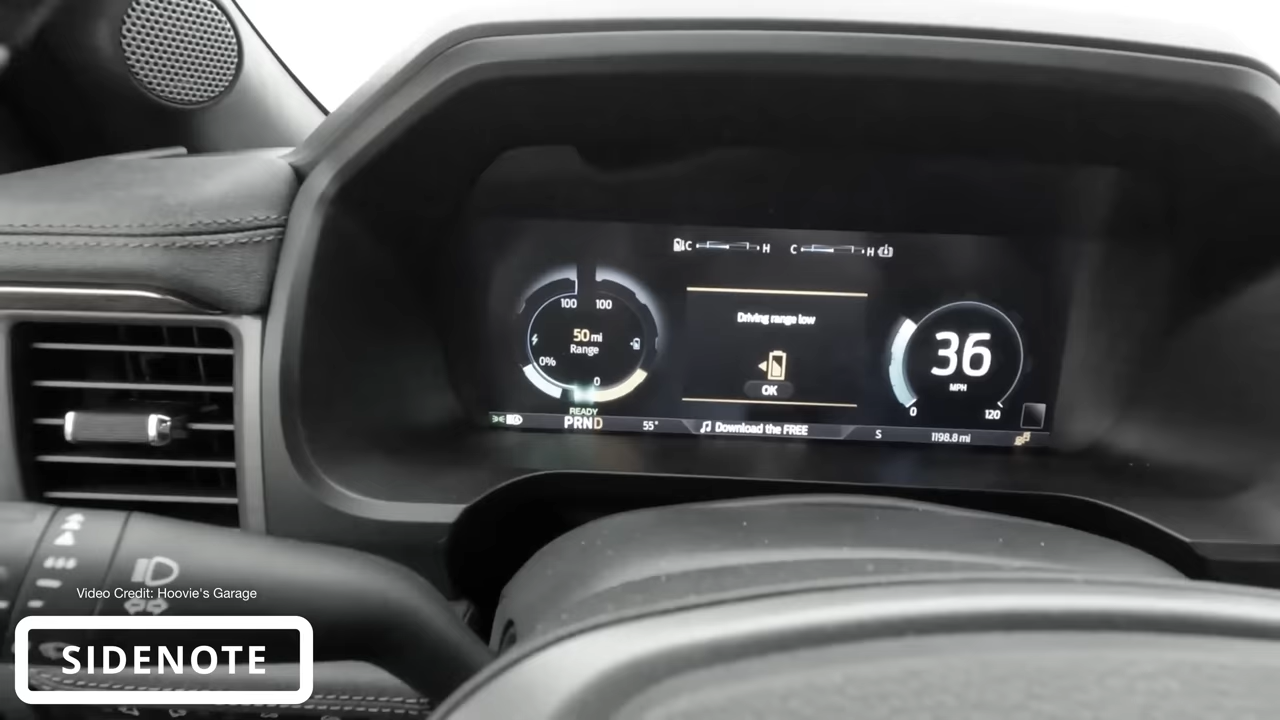 C H C H
100 100
50 mi
Range
0%
0
READY
PRND
55°
Driving range low
OK
Download the FREE
36
MPH
0 120
S
1198.8 mi
Video Credit: Hoovie's Garage
SIDENOTE